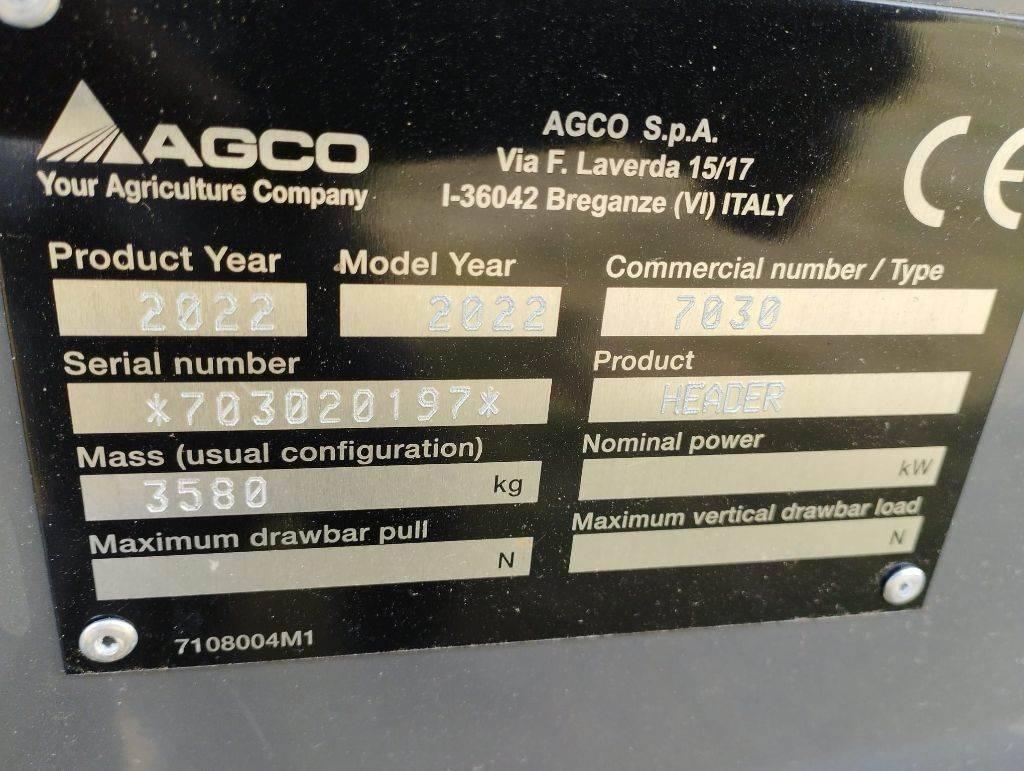 AGCO
Your Agriculture Company
AGCO S.p.A.
Via F. Laverda 15/17
I-36042 Breganze (VI) ITALY
CE
Product Year
2022
Model Year
2022
Commercial number / Type
7030
Serial number
*703020197*
Product
HEADER
Mass (usual configuration)
3580 kg
Nominal power
kW
Maximum drawbar pull
N
Maximum vertical drawbar load
N
7108004M1